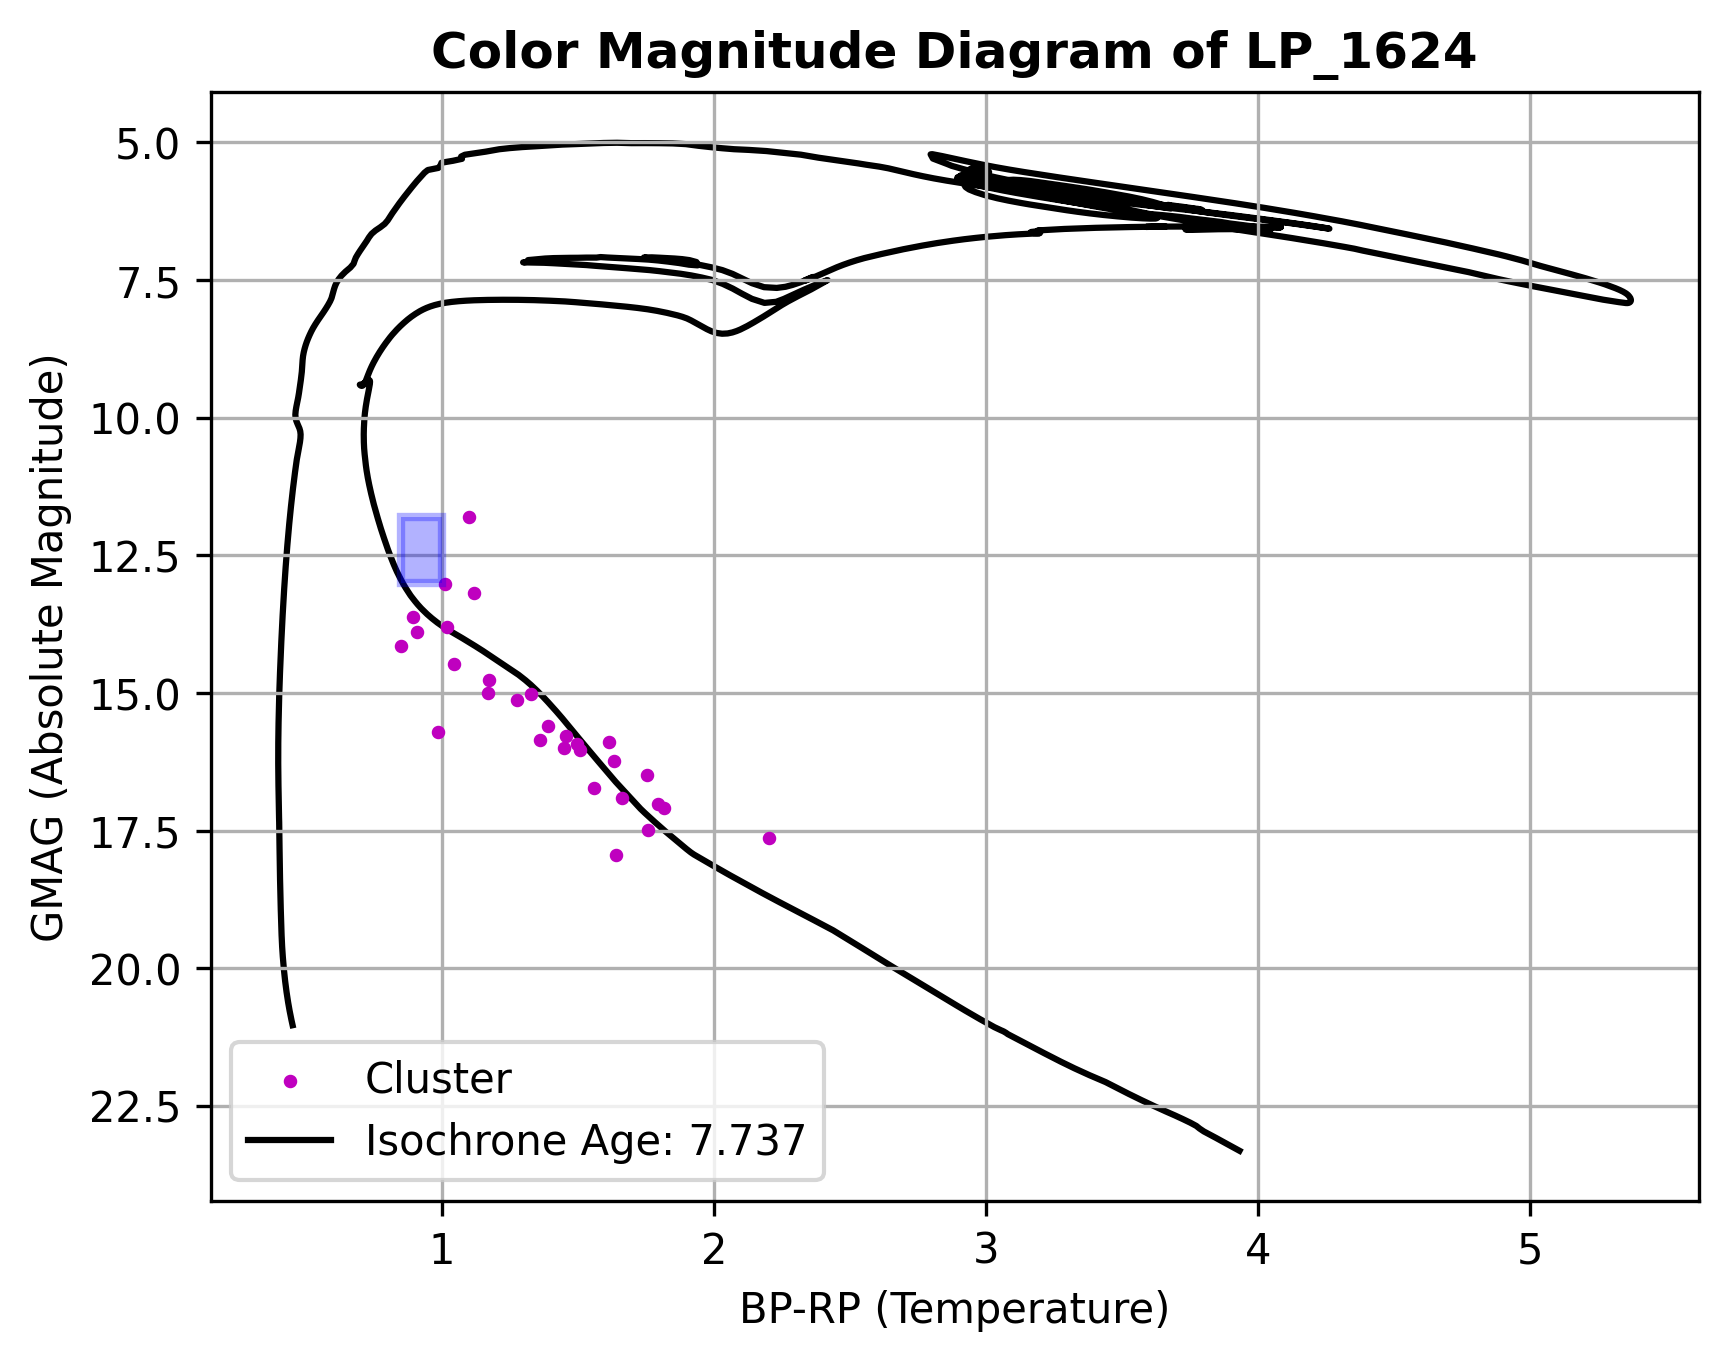 Color Magnitude Diagram of LP_1624
GMAG (Absolute Magnitude)
5.0
7.5
10.0
12.5
15.0
17.5
20.0
22.5
Cluster
Isochrone Age: 7.737
1 2 3 4 5
BP-RP (Temperature)